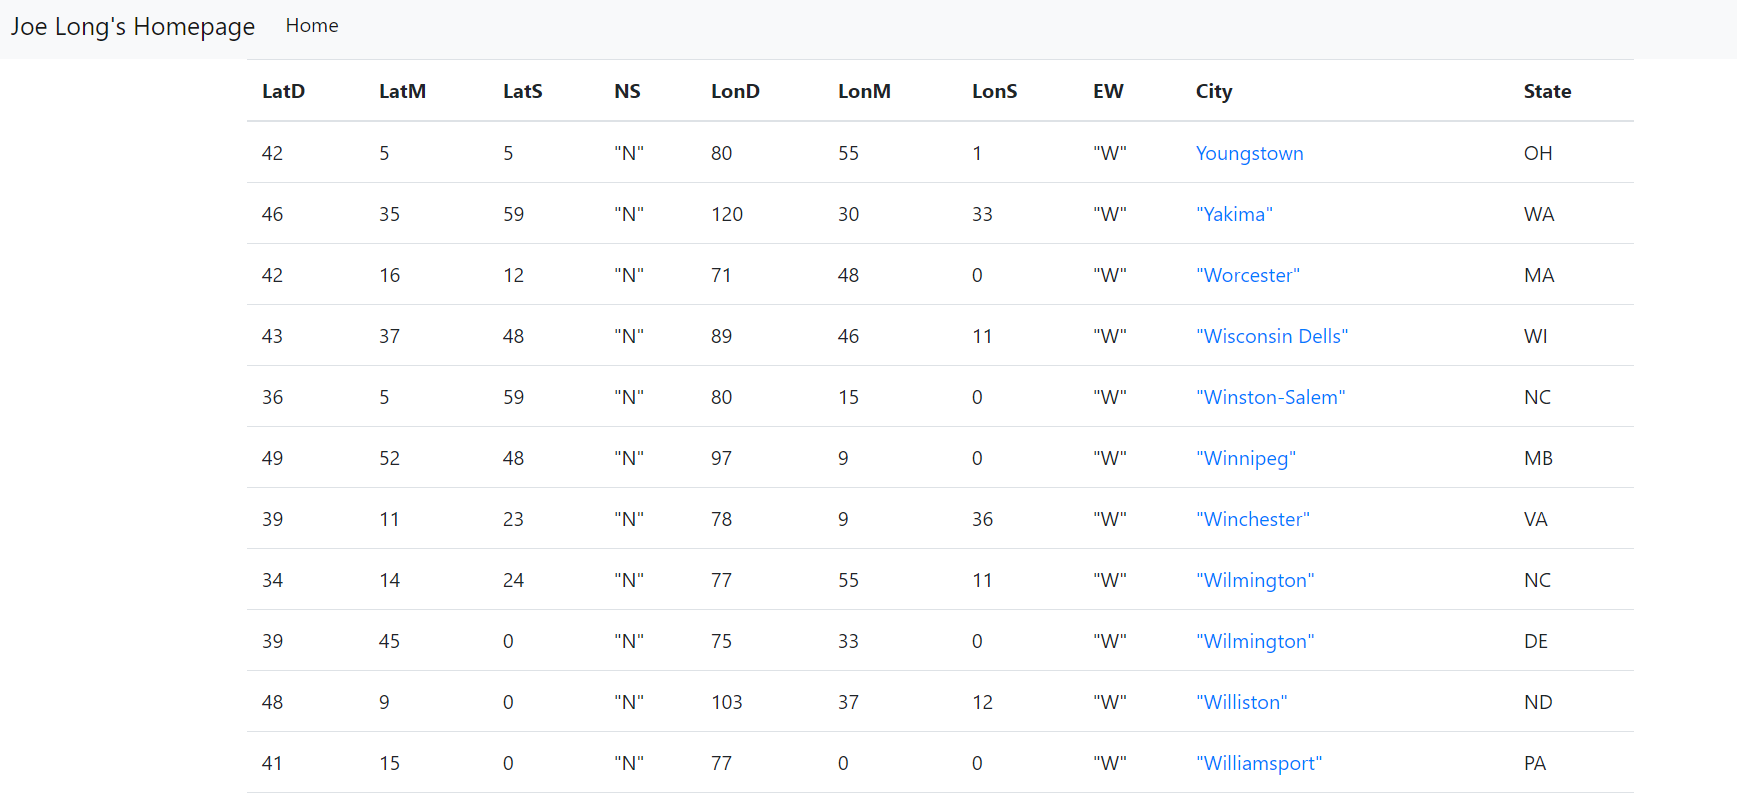 Joe Long's Homepage Home
LatD LatM LatS NS LonD LonM LonS EW City State
42 5 5 "N" 80 55 1 "W" Youngstown OH
46 35 59 "N" 120 30 33 "W" "Yakima" WA
42 16 12 "N" 71 48 0 "W" "Worcester" MA
43 37 48 "N" 89 46 11 "W" "Wisconsin Dells" WI
36 5 59 "N" 80 15 0 "W" "Winston-Salem" NC
49 52 48 "N" 97 9 0 "W" "Winnipeg" MB
39 11 23 "N" 78 9 36 "W" "Winchester" VA
34 14 24 "N" 77 55 11 "W" "Wilmington" NC
39 45 0 "N" 75 33 0 "W" "Wilmington" DE
48 9 0 "N" 103 37 12 "W" "Williston" ND
41 15 0 "N" 77 0 0 "W" "Williamsport" PA